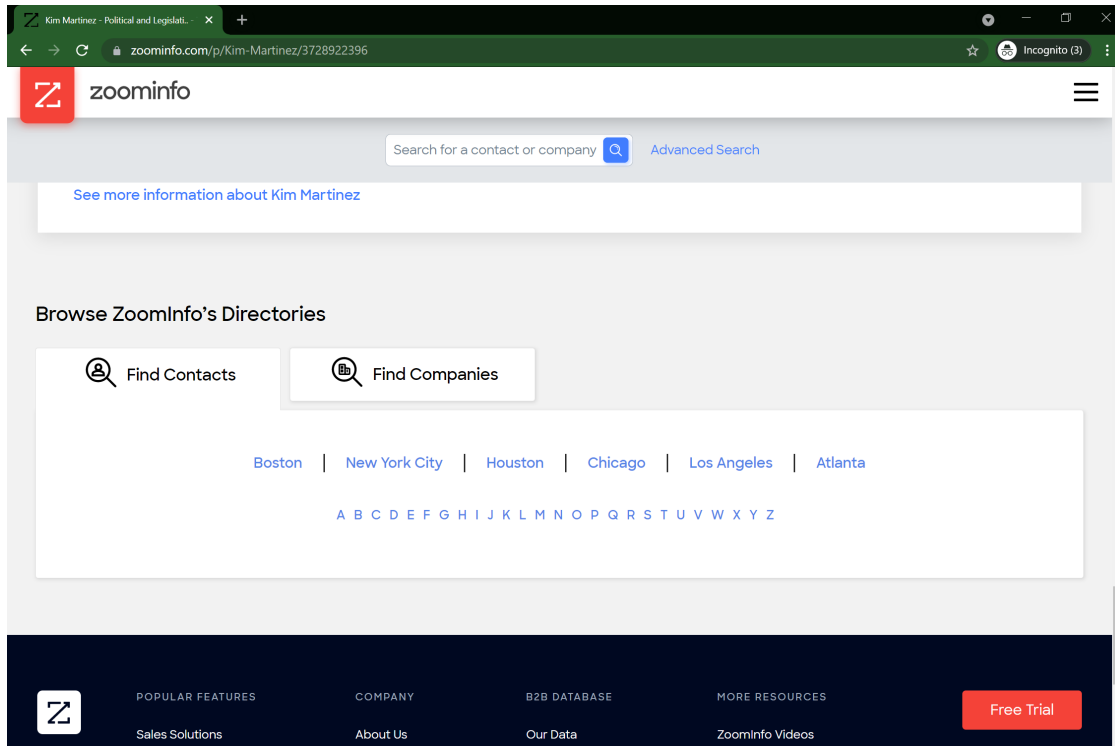 Kim Martinez - Political and Legislati.. -
zoominfo.com/p/Kim-Martinez/3728922396
Incognito (3)
zoominfo
Search for a contact or company
Advanced Search
See more information about Kim Martinez
Browse ZoomInfo's Directories
Find Contacts
Find Companies
Boston | New York City | Houston | Chicago | Los Angeles | Atlanta
A B C D E F G H I J K L M N O P Q R S T U V W X Y Z
POPULAR FEATURES COMPANY B2B DATABASE MORE RESOURCES
Free Trial
Sales Solutions About Us Our Data ZoomInfo Videos